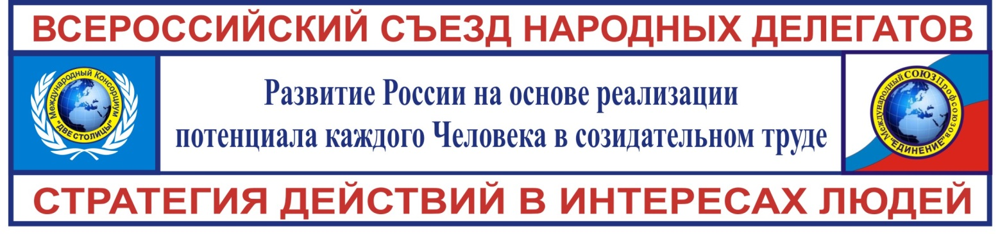 ВСЕРОССИЙСКИЙ СЪЕЗД НАРОДНЫХ ДЕЛЕГАТОВ
Международный Консорциум
"ДВЕ СТОЛИЦЫ"
Развитие России на основе реализации
потенциала каждого Человека в созидательном труде
Международный СОЮЗ Профсоюзов
"ЕДИНЕНИЕ"
СТРАТЕГИЯ ДЕЙСТВИЙ В ИНТЕРЕСАХ ЛЮДЕЙ